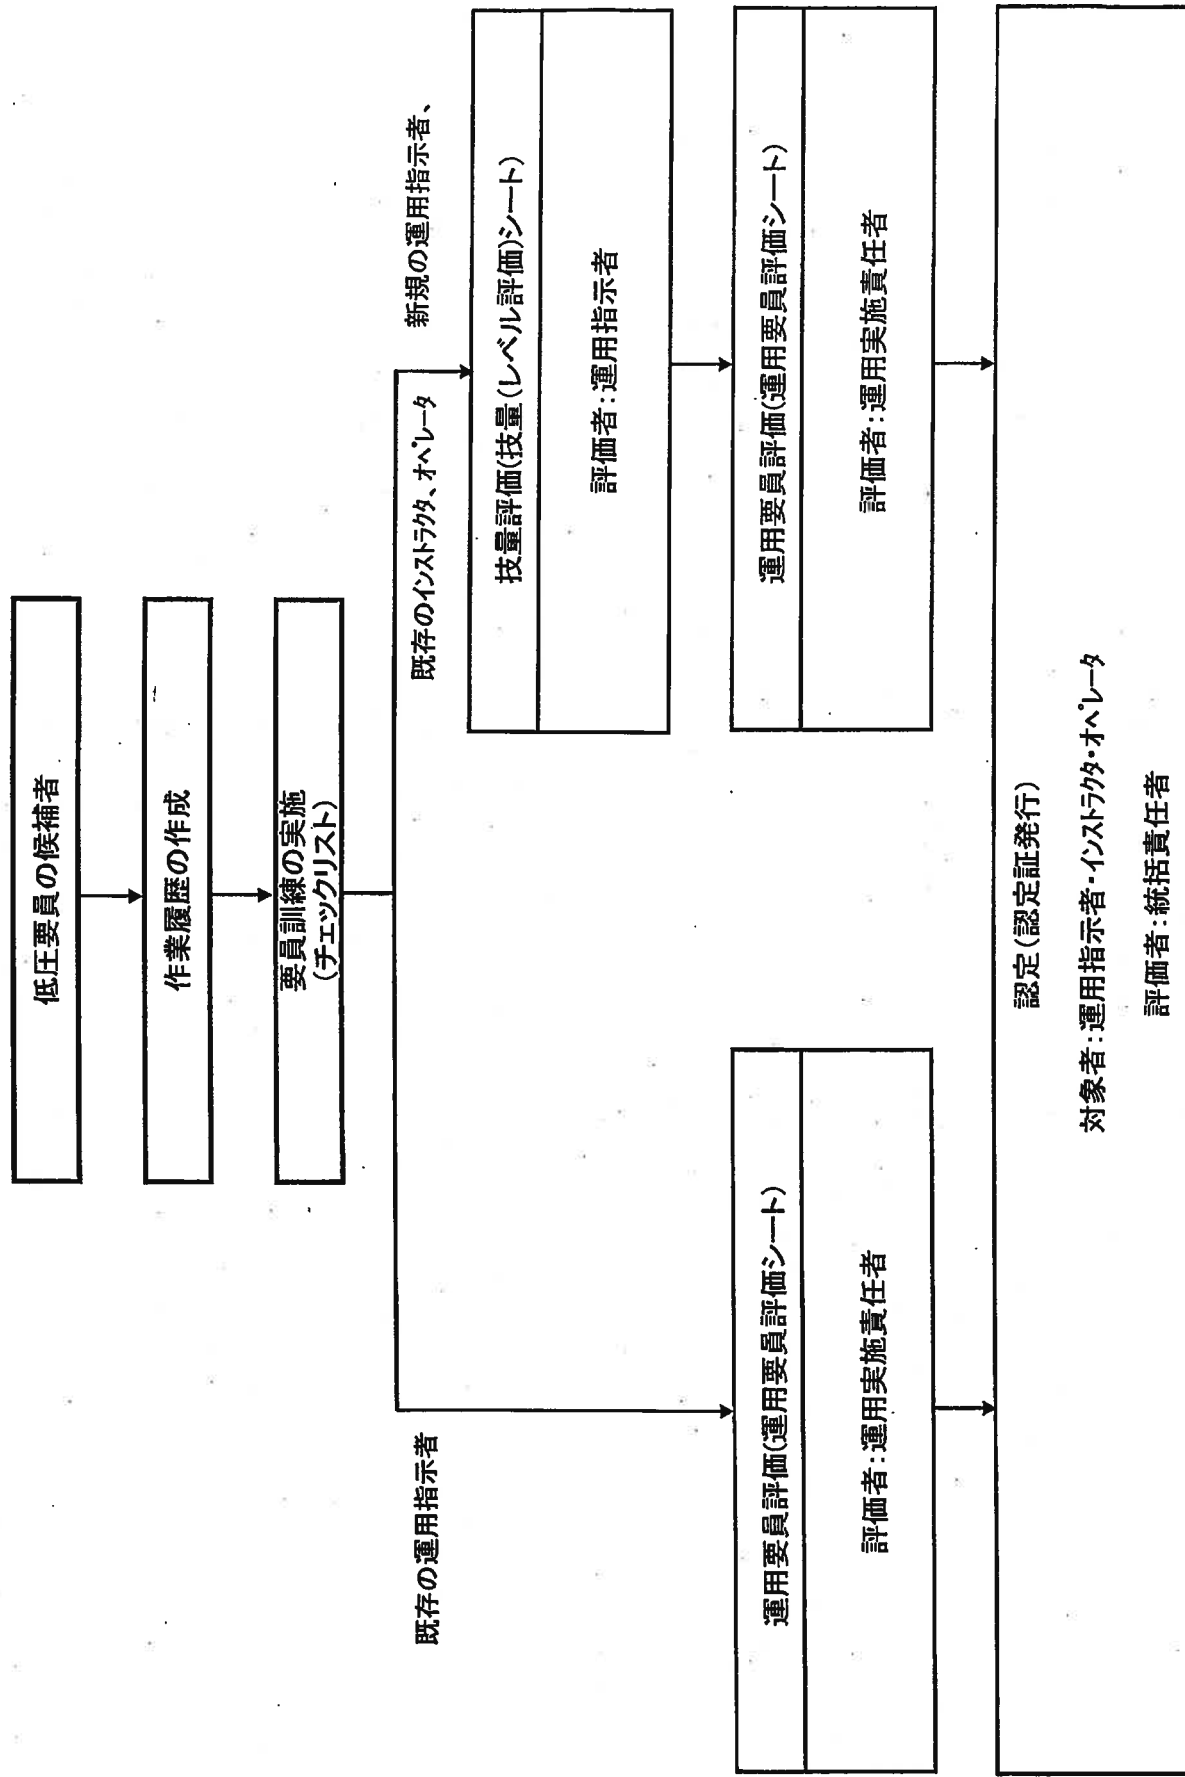 低圧要員の候補者
作業履歴の作成
要員訓練の実施
(チェックリスト)
既存の運用指示者
既存のインストラクタ、オペレータ
新規の運用指示者、
技量評価(技量(レベル評価)シート)
評価者:運用指示者
運用要員評価(運用要員評価シート)
評価者:運用実施責任者
運用要員評価(運用要員評価シート)
評価者:運用実施責任者
認定(認定証発行)
対象者:運用指示者・インストラクタ・オペレータ
評価者:統括責任者